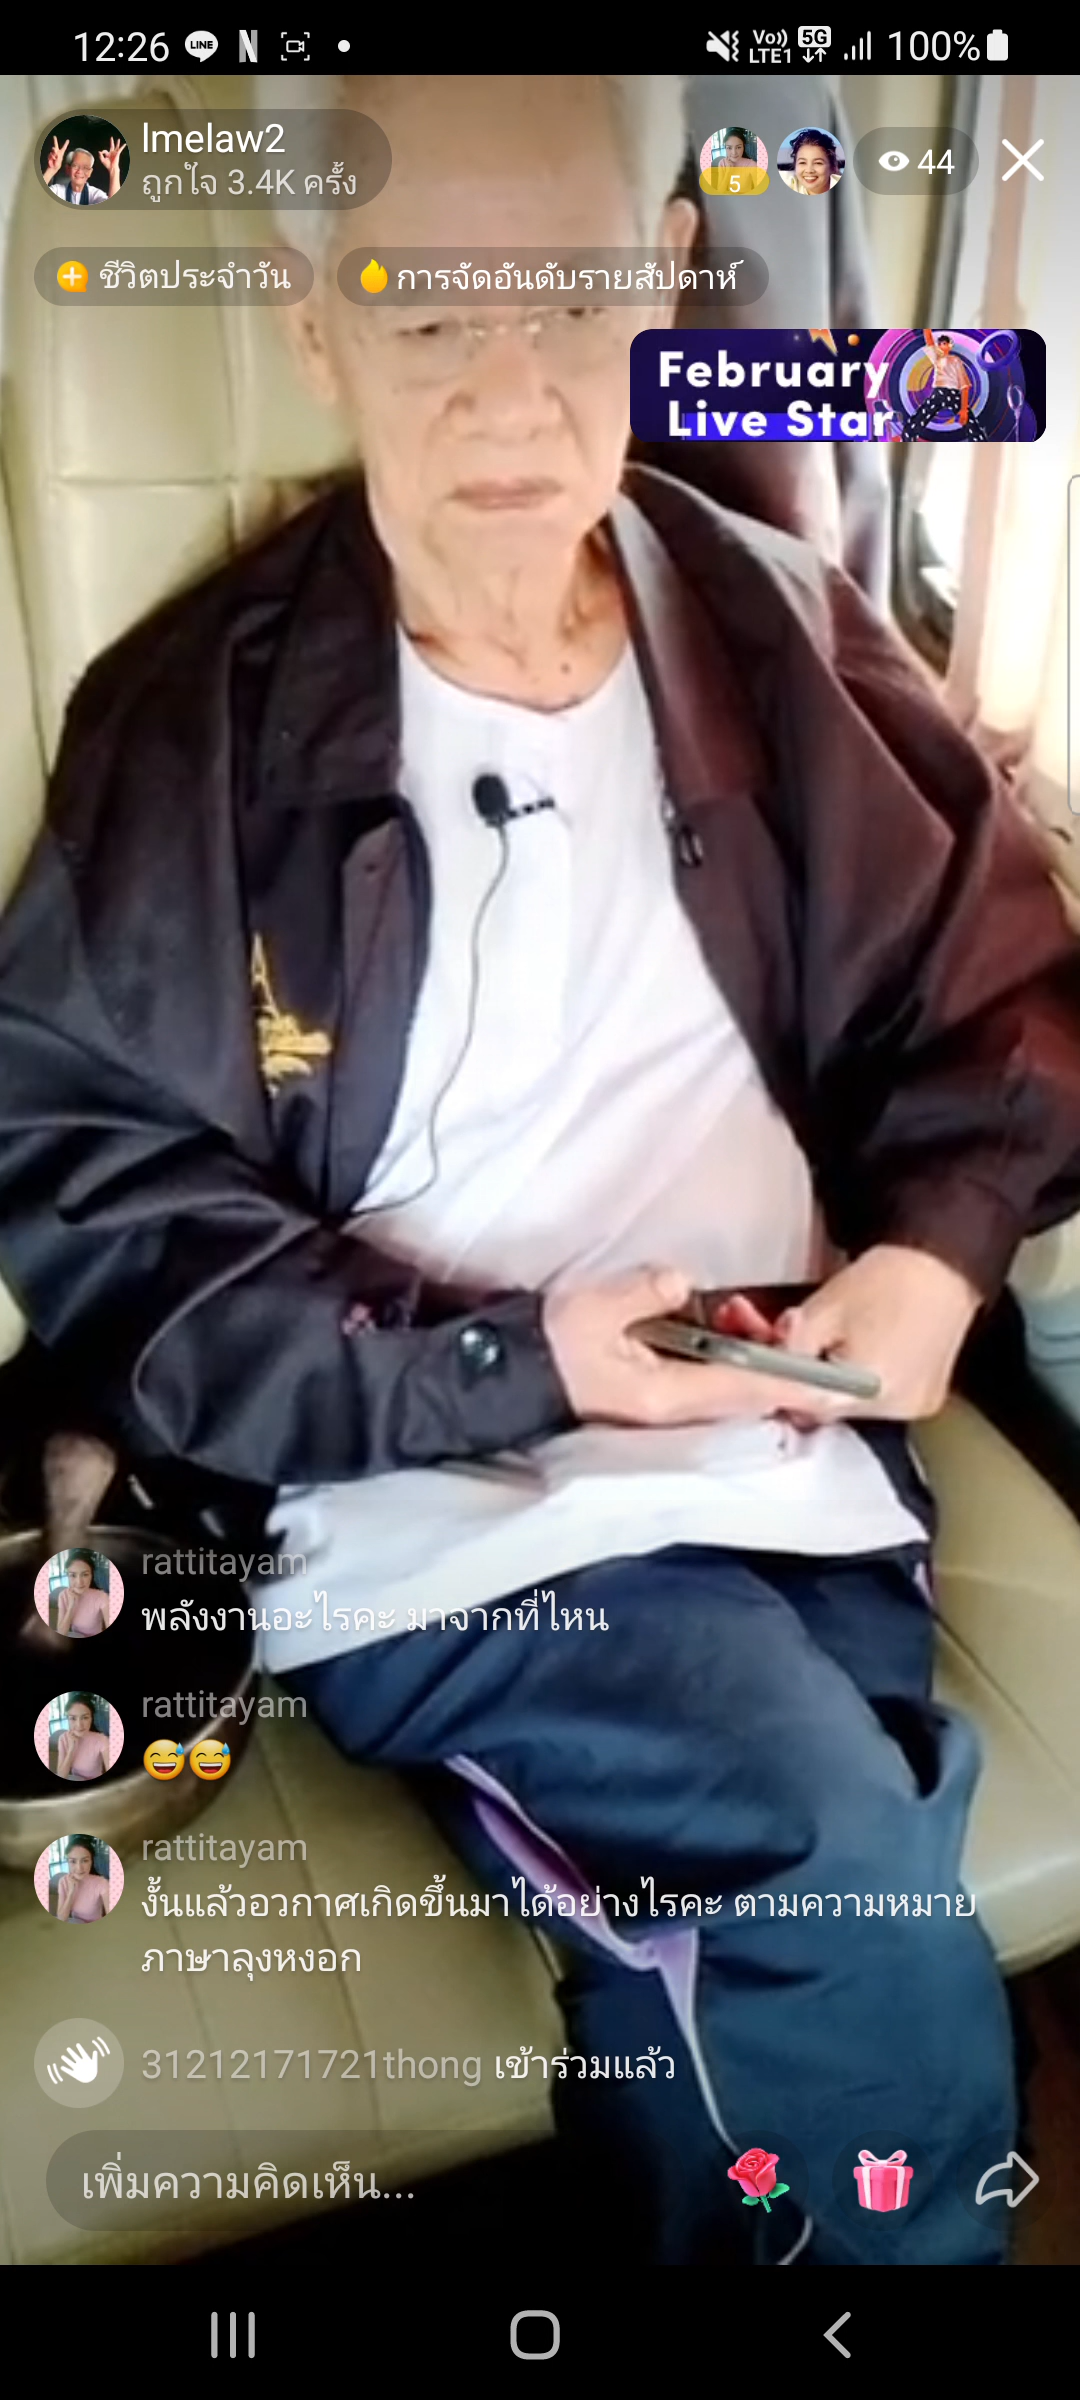 12:26
LINE
N
Vo)) LTE1
5G
100%
lmelaw2
ถูกใจ 3.4K ครั้ง
5
44
ชีวิตประจำวัน
การจัดอันดับรายสัปดาห์
February
Live Star
rattitayam
พลังงานอะไรคะ มาจากที่ไหน
rattitayam
😅😅
rattitayam
งั้นแล้วอวกาศเกิดขึ้นมาได้อย่างไรคะ ตามความหมาย
ภาษาลุงหงอก
31212171721thong เข้าร่วมแล้ว
เพิ่มความคิดเห็น...